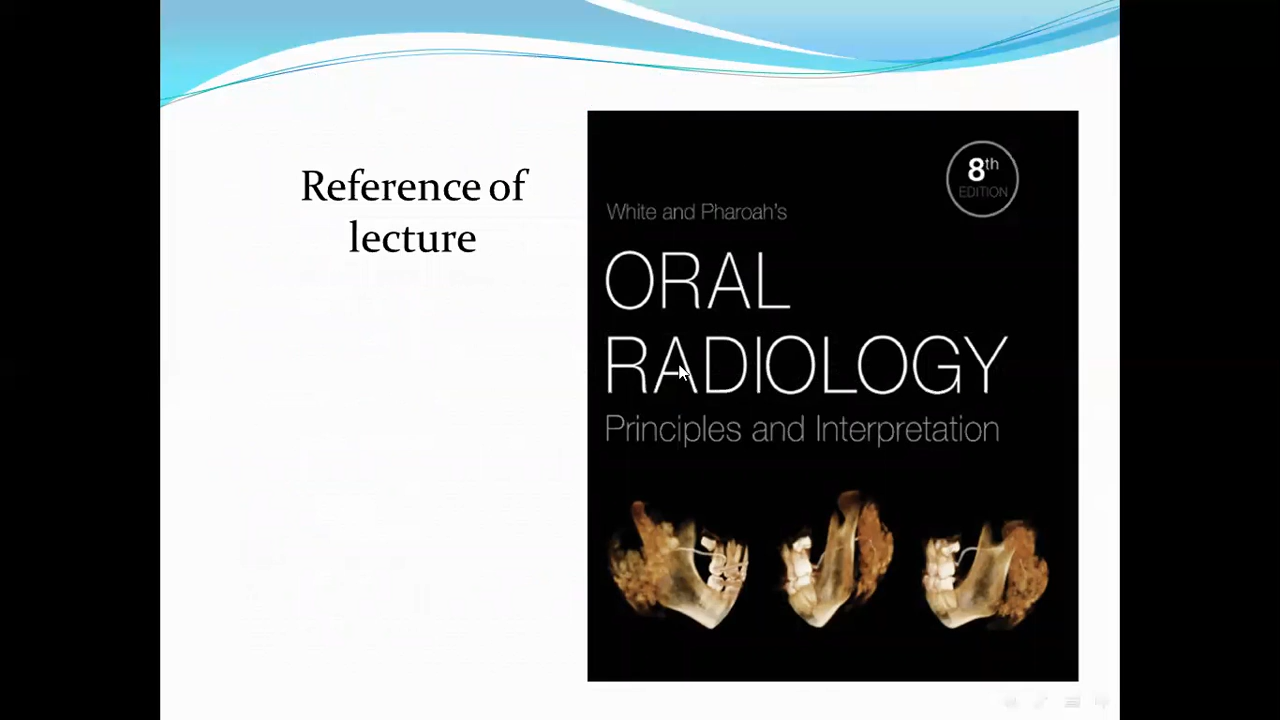 Reference of
lecture
8th
EDITION
White and Pharoah's
ORAL
RADIOLOGY
Principles and Interpretation